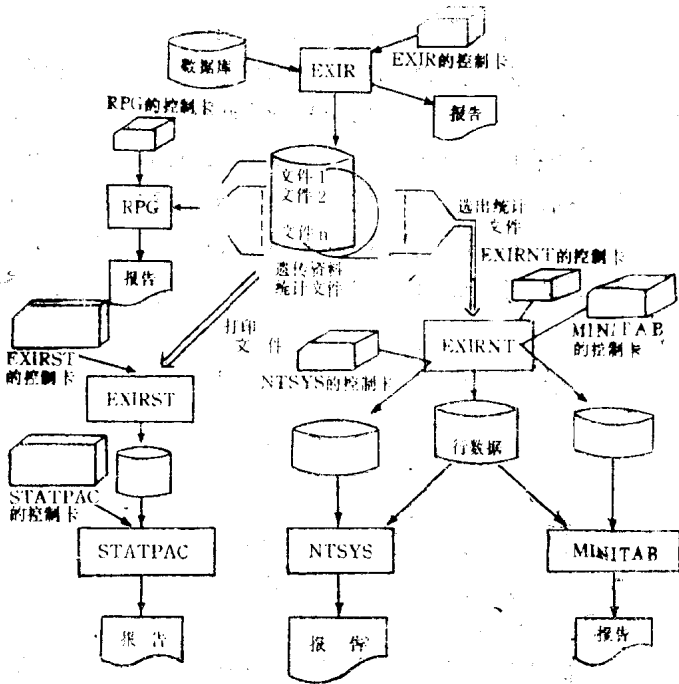 数据库
EXIR
EXIR的控制卡
RPG的控制卡
报告
文件1
文件2
文件n
RPG
选出统计
文件
EXIRNT的控制卡
报告
遗传资料
统计文件
打印
文件
MINITAB
的控制卡
EXIRNT
NTSYS的控制卡
EXIRST
的控制卡
EXIRST
行数据
STATPAC
的控制卡
STATPAC
NTSYS
MINITAB
报告
报告
报告